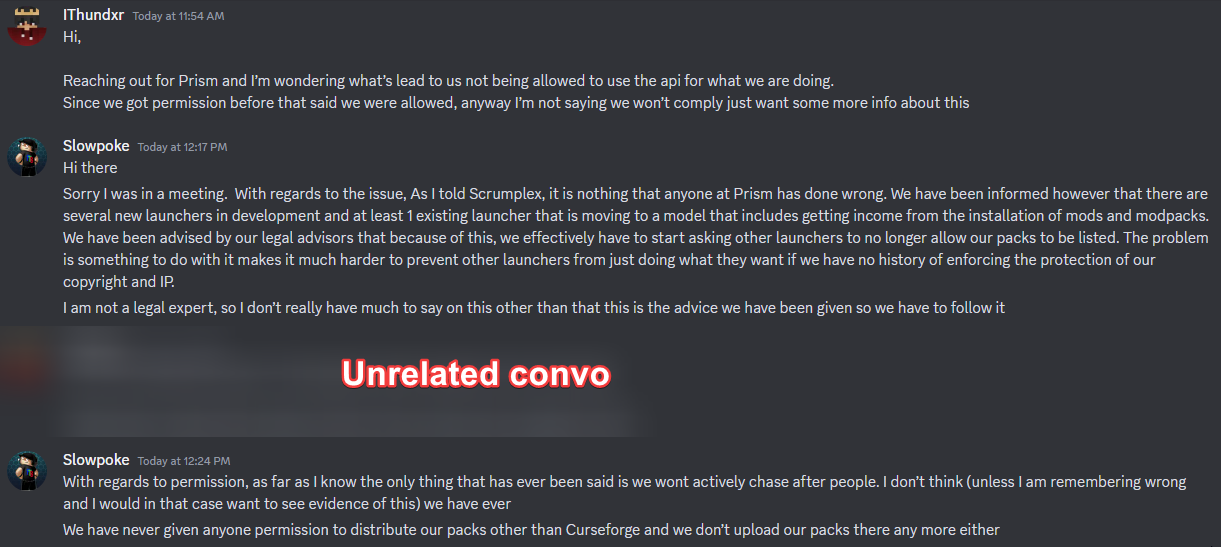 IThundxr Today at 11:54 AM
Hi,
Reaching out for Prism and I'm wondering what's lead to us not being allowed to use the api for what we are doing.
Since we got permission before that said we were allowed, anyway I'm not saying we won't comply just want some more info about this
Slowpoke Today at 12:17 PM
Hi there
Sorry I was in a meeting.  With regards to the issue, As I told Scrumplex, it is nothing that anyone at Prism has done wrong. We have been informed however that there are
several new launchers in development and at least 1 existing launcher that is moving to a model that includes getting income from the installation of mods and modpacks.
We have been advised by our legal advisors that because of this, we effectively have to start asking other launchers to no longer allow our packs to be listed. The problem
is something to do with it makes it much harder to prevent other launchers from just doing what they want if we have no history of enforcing the protection of our
copyright and IP.
I am not a legal expert, so I don't really have much to say on this other than that this is the advice we have been given so we have to follow it
Unrelated convo
Slowpoke Today at 12:24 PM
With regards to permission, as far as I know the only thing that has ever been said is we wont actively chase after people. I don't think (unless I am remembering wrong
and I would in that case want to see evidence of this) we have ever
We have never given anyone permission to distribute our packs other than Curseforge and we don't upload our packs there any more either